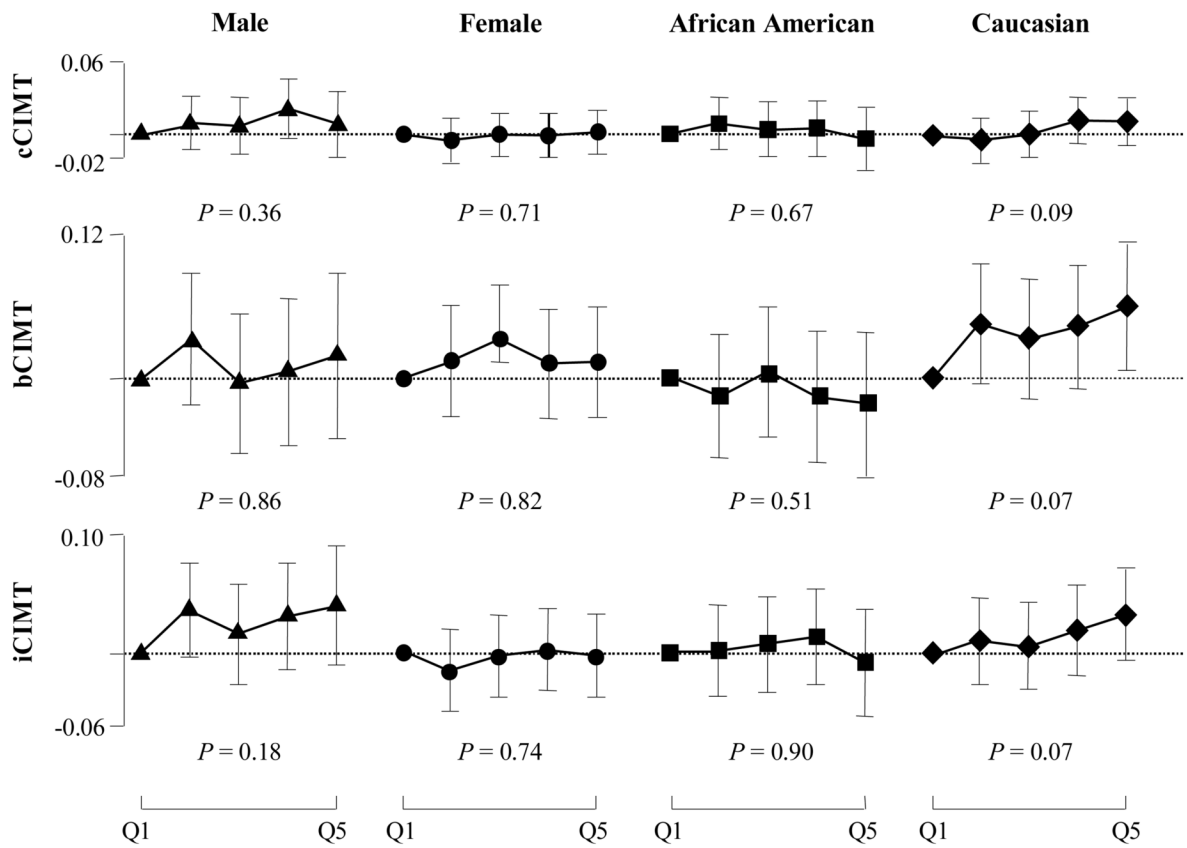 Male Female African American Caucasian
cCIMT
0.06
-0.02
P = 0.36 P = 0.71 P = 0.67 P = 0.09
bCIMT
0.12
-0.08
P = 0.86 P = 0.82 P = 0.51 P = 0.07
iCIMT
0.10
-0.06
P = 0.18 P = 0.74 P = 0.90 P = 0.07
Q1 Q5 Q1 Q5 Q1 Q5 Q1 Q5